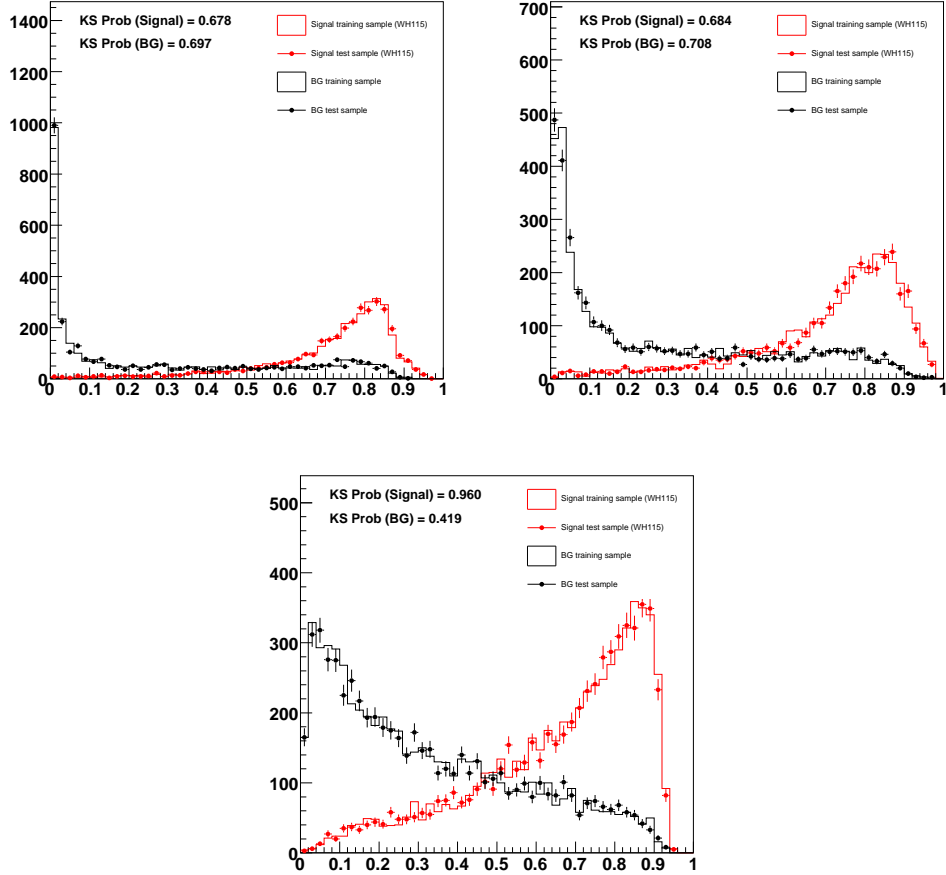 KS Prob (Signal) = 0.678
KS Prob (BG) = 0.697
Signal training sample (WH115)
Signal test sample (WH115)
BG training sample
BG test sample
1400
1200
1000
800
600
400
200
0
0 0.1 0.2 0.3 0.4 0.5 0.6 0.7 0.8 0.9 1
KS Prob (Signal) = 0.684
KS Prob (BG) = 0.708
Signal training sample (WH115)
Signal test sample (WH115)
BG training sample
BG test sample
700
600
500
400
300
200
100
0
0 0.1 0.2 0.3 0.4 0.5 0.6 0.7 0.8 0.9 1
KS Prob (Signal) = 0.960
KS Prob (BG) = 0.419
Signal training sample (WH115)
Signal test sample (WH115)
BG training sample
BG test sample
500
400
300
200
100
0
0 0.1 0.2 0.3 0.4 0.5 0.6 0.7 0.8 0.9 1